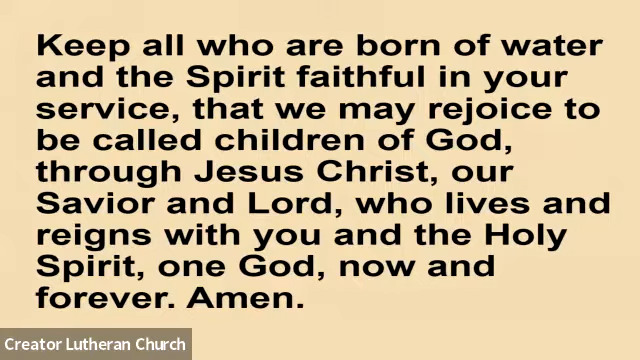 Keep all who are born of water
and the Spirit faithful in your
service, that we may rejoice to
be called children of God,
through Jesus Christ, our
Savior and Lord, who lives and
reigns with you and the Holy
Spirit, one God, now and
forever. Amen.
Creator Lutheran Church